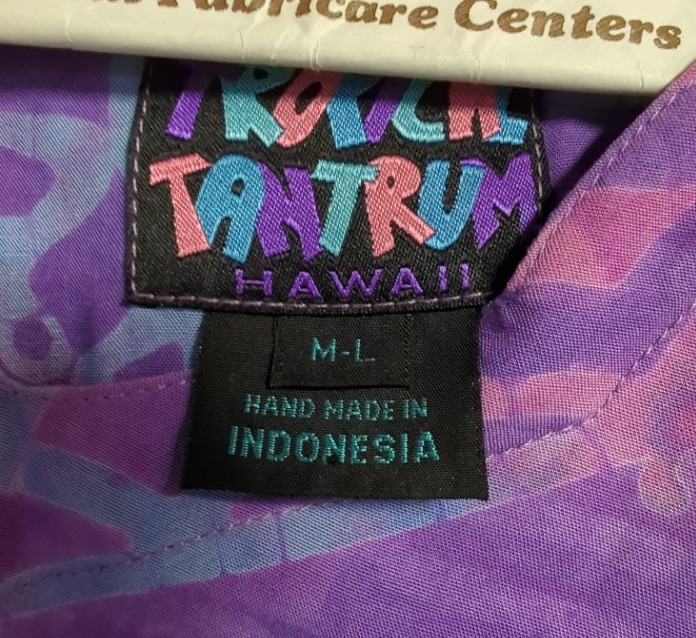 Fabricare Centers
TROPICAL
TANTRUM
HAWAII
M-L
HAND MADE IN
INDONESIA